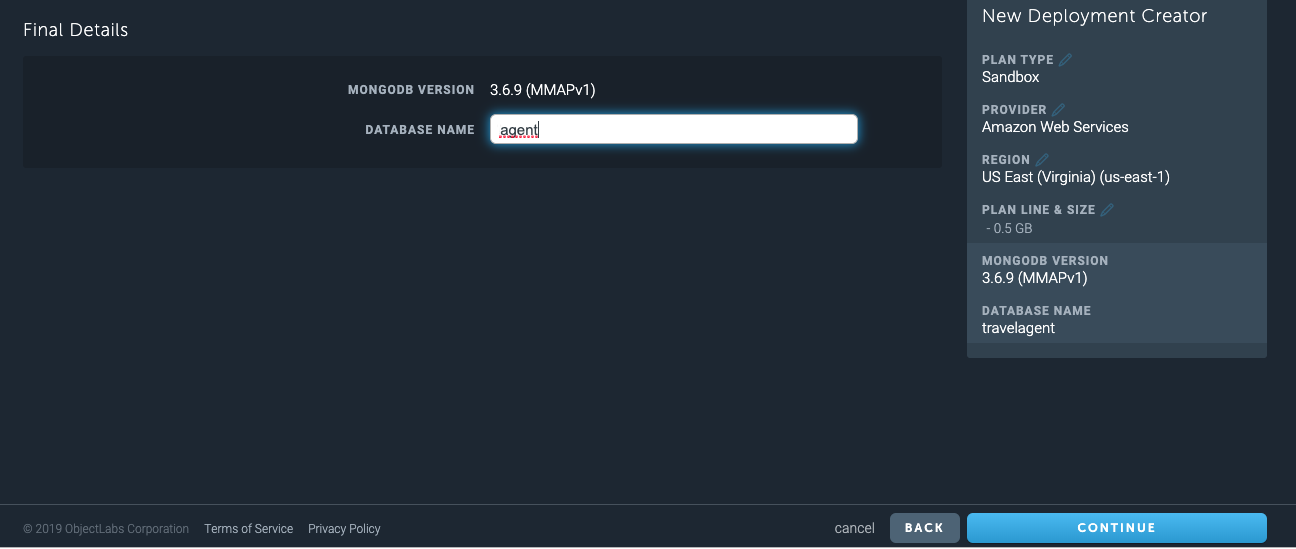 Final Details
MONGODB VERSION 3.6.9 (MMAPv1)
DATABASE NAME agent
New Deployment Creator
PLAN TYPE
Sandbox
PROVIDER
Amazon Web Services
REGION
US East (Virginia) (us-east-1)
PLAN LINE & SIZE
- 0.5 GB
MONGODB VERSION
3.6.9 (MMAPv1)
DATABASE NAME
travelagent
© 2019 ObjectLabs Corporation Terms of Service Privacy Policy cancel BACK CONTINUE